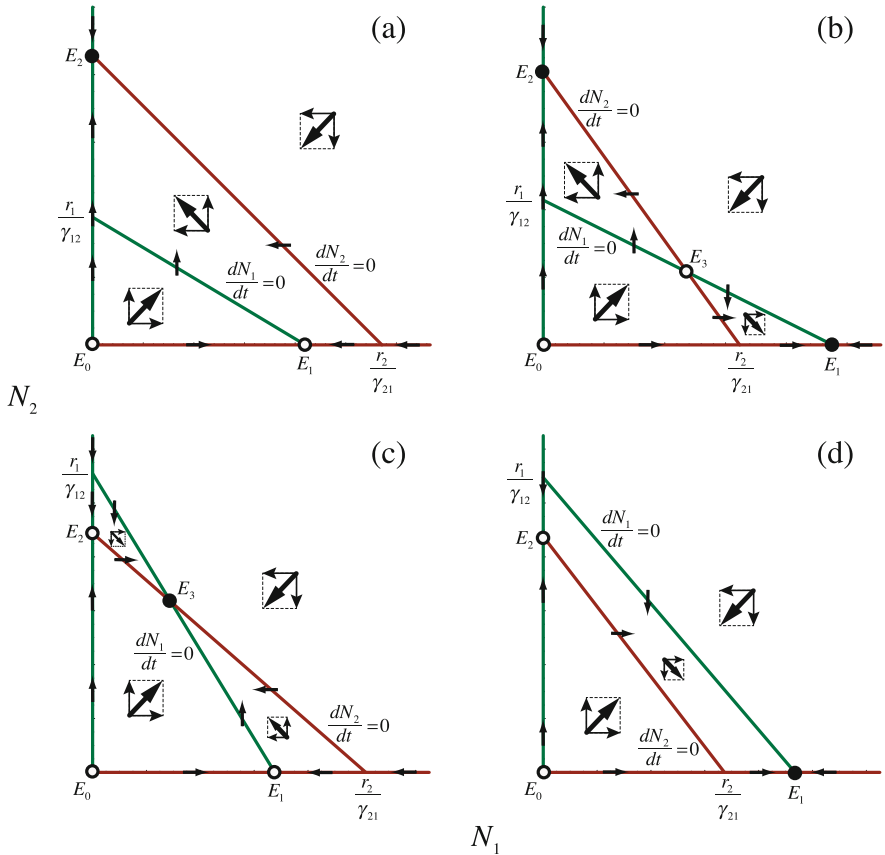 (a)
E₂
r₁/γ₁₂
dN₁/dt = 0
dN₂/dt = 0
E₀
E₁
r₂/γ₂₁
(b)
E₂
dN₂/dt = 0
r₁/γ₁₂
dN₁/dt = 0
E₃
E₀
r₂/γ₂₁
E₁
N₂
(c)
r₁/γ₁₂
E₂
E₃
dN₁/dt = 0
dN₂/dt = 0
E₀
E₁
r₂/γ₂₁
(d)
r₁/γ₁₂
dN₁/dt = 0
E₂
dN₂/dt = 0
E₀
r₂/γ₂₁
E₁
N₁